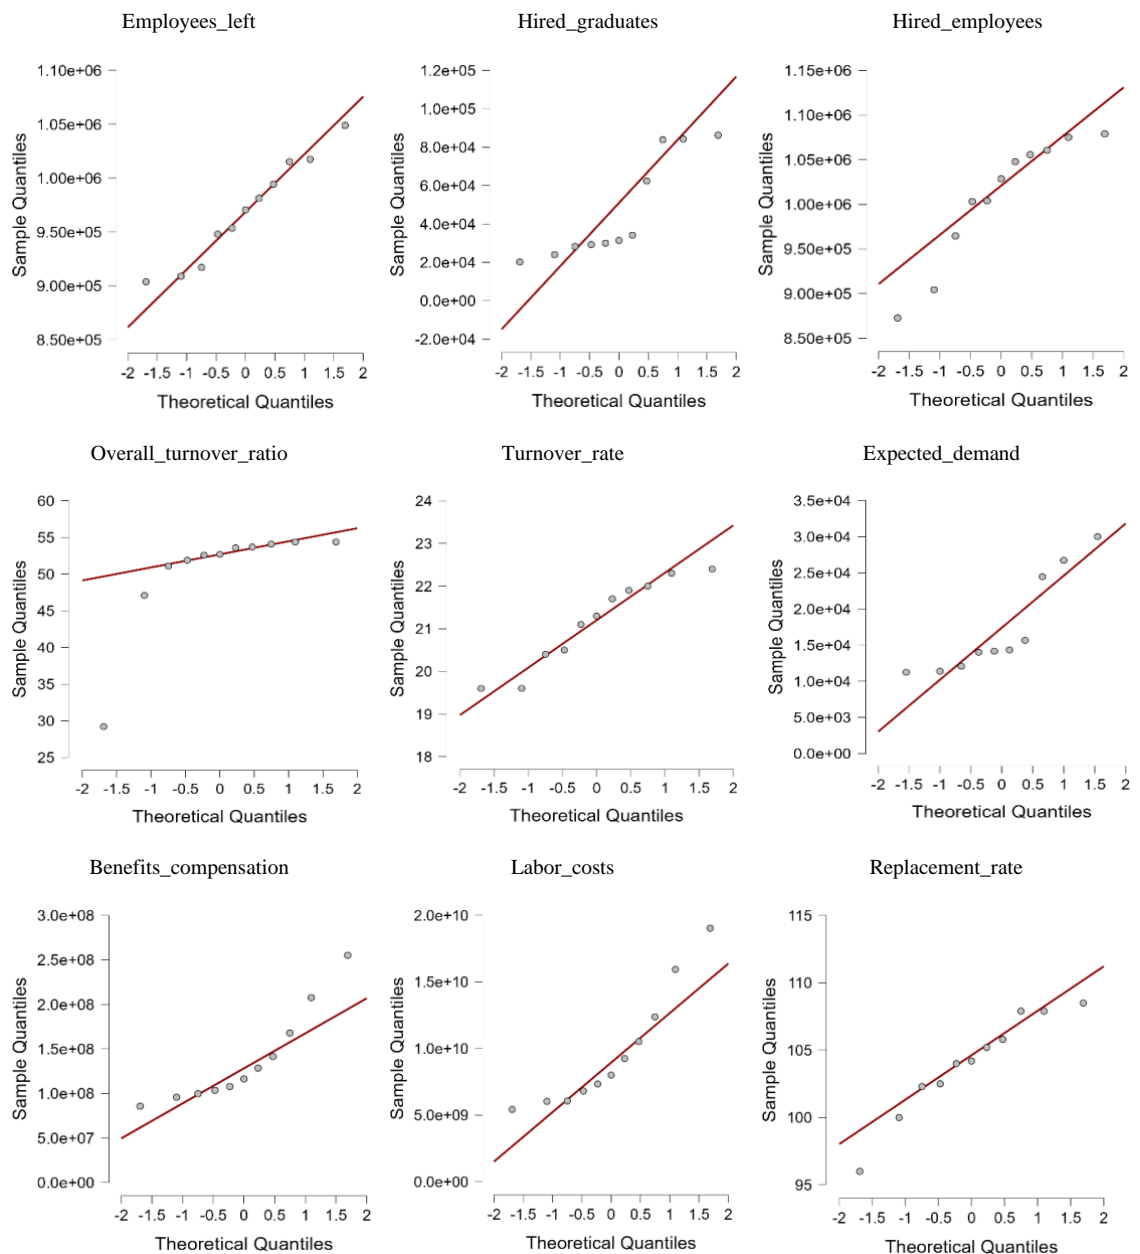 Employees_left Hired_graduates Hired_employees
1.10e+06 1.2e+05 1.15e+06
1.05e+06 1.0e+05 1.10e+06
1.00e+06 8.0e+04 1.05e+06
9.50e+05 6.0e+04 1.00e+06
9.00e+05 4.0e+04 9.50e+05
8.50e+05 2.0e+04 9.00e+05
0.0e+00 8.50e+05
-2.0e+04
Sample Quantiles Sample Quantiles Sample Quantiles
-2 -1.5 -1 -0.5 0 0.5 1 1.5 2 -2 -1.5 -1 -0.5 0 0.5 1 1.5 2 -2 -1.5 -1 -0.5 0 0.5 1 1.5 2
Theoretical Quantiles Theoretical Quantiles Theoretical Quantiles
Overall_turnover_ratio Turnover_rate Expected_demand
60 24 3.5e+04
55 23 3.0e+04
50 22 2.5e+04
45 21 2.0e+04
40 20 1.5e+04
35 19 1.0e+04
30 18 5.0e+03
25 0.0e+00
Sample Quantiles Sample Quantiles Sample Quantiles
-2 -1.5 -1 -0.5 0 0.5 1 1.5 2 -2 -1.5 -1 -0.5 0 0.5 1 1.5 2 -2 -1.5 -1 -0.5 0 0.5 1 1.5 2
Theoretical Quantiles Theoretical Quantiles Theoretical Quantiles
Benefits_compensation Labor_costs Replacement_rate
3.0e+08 2.0e+10 115
2.5e+08 1.5e+10 110
2.0e+08 1.0e+10 105
1.5e+08 5.0e+09 100
1.0e+08 0.0e+00 95
5.0e+07
0.0e+00
Sample Quantiles Sample Quantiles Sample Quantiles
-2 -1.5 -1 -0.5 0 0.5 1 1.5 2 -2 -1.5 -1 -0.5 0 0.5 1 1.5 2 -2 -1.5 -1 -0.5 0 0.5 1 1.5 2
Theoretical Quantiles Theoretical Quantiles Theoretical Quantiles